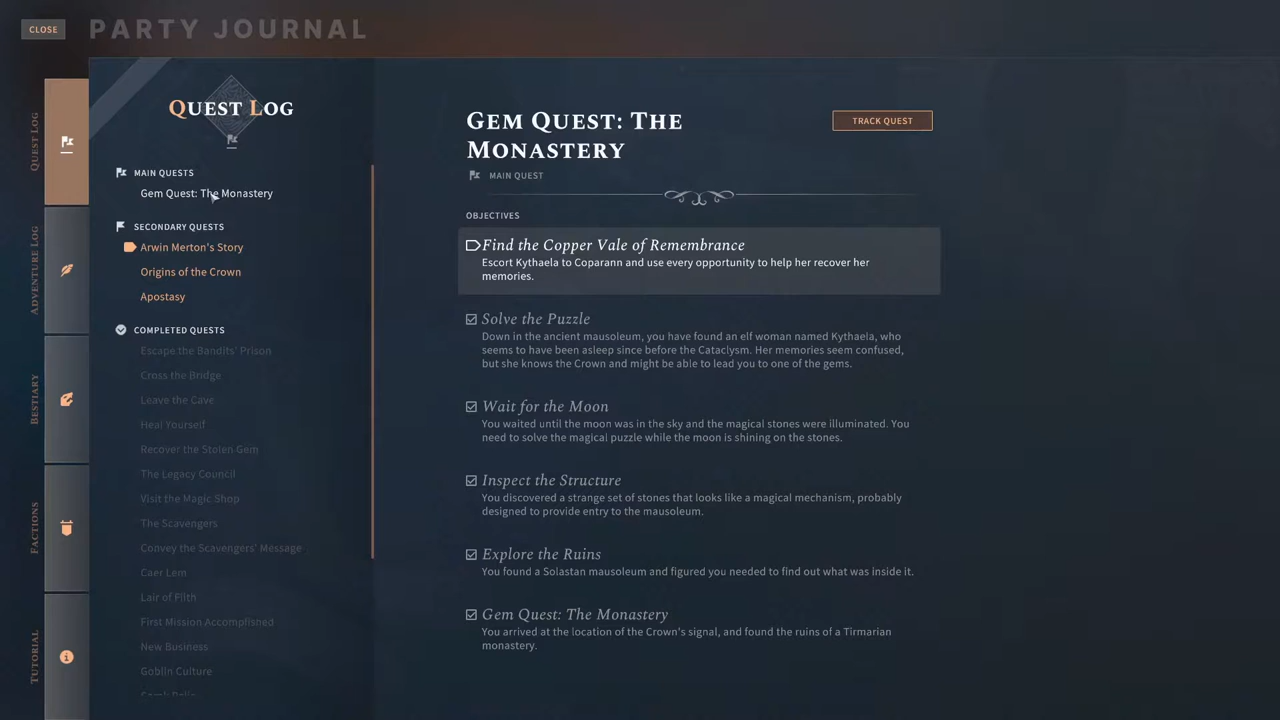 CLOSE
PARTY JOURNAL
QUEST LOG
ADVENTURE LOG
BESTIARY
FACTIONS
TUTORIAL
QUEST LOG
MAIN QUESTS
Gem Quest: The Monastery
SECONDARY QUESTS
Arwin Merton's Story
Origins of the Crown
Apostasy
COMPLETED QUESTS
Escape the Bandits' Prison
Cross the Bridge
Leave the Cave
Heal Yourself
Recover the Stolen Gem
The Legacy Council
Visit the Magic Shop
The Scavengers
Convey the Scavengers' Message
Caer Lem
Lair of Filth
First Mission Accomplished
New Business
Goblin Culture
GEM QUEST: THE
MONASTERY
TRACK QUEST
MAIN QUEST
OBJECTIVES
Find the Copper Vale of Remembrance
Escort Kythaela to Coparann and use every opportunity to help her recover her
memories.
Solve the Puzzle
Down in the ancient mausoleum, you have found an elf woman named Kythaela, who
seems to have been asleep since before the Cataclysm. Her memories seem confused,
but she knows the Crown and might be able to lead you to one of the gems.
Wait for the Moon
You waited until the moon was in the sky and the magical stones were illuminated. You
need to solve the magical puzzle while the moon is shining on the stones.
Inspect the Structure
You discovered a strange set of stones that looks like a magical mechanism, probably
designed to provide entry to the mausoleum.
Explore the Ruins
You found a Solastan mausoleum and figured you needed to find out what was inside it.
Gem Quest: The Monastery
You arrived at the location of the Crown's signal, and found the ruins of a Tirmarian
monastery.